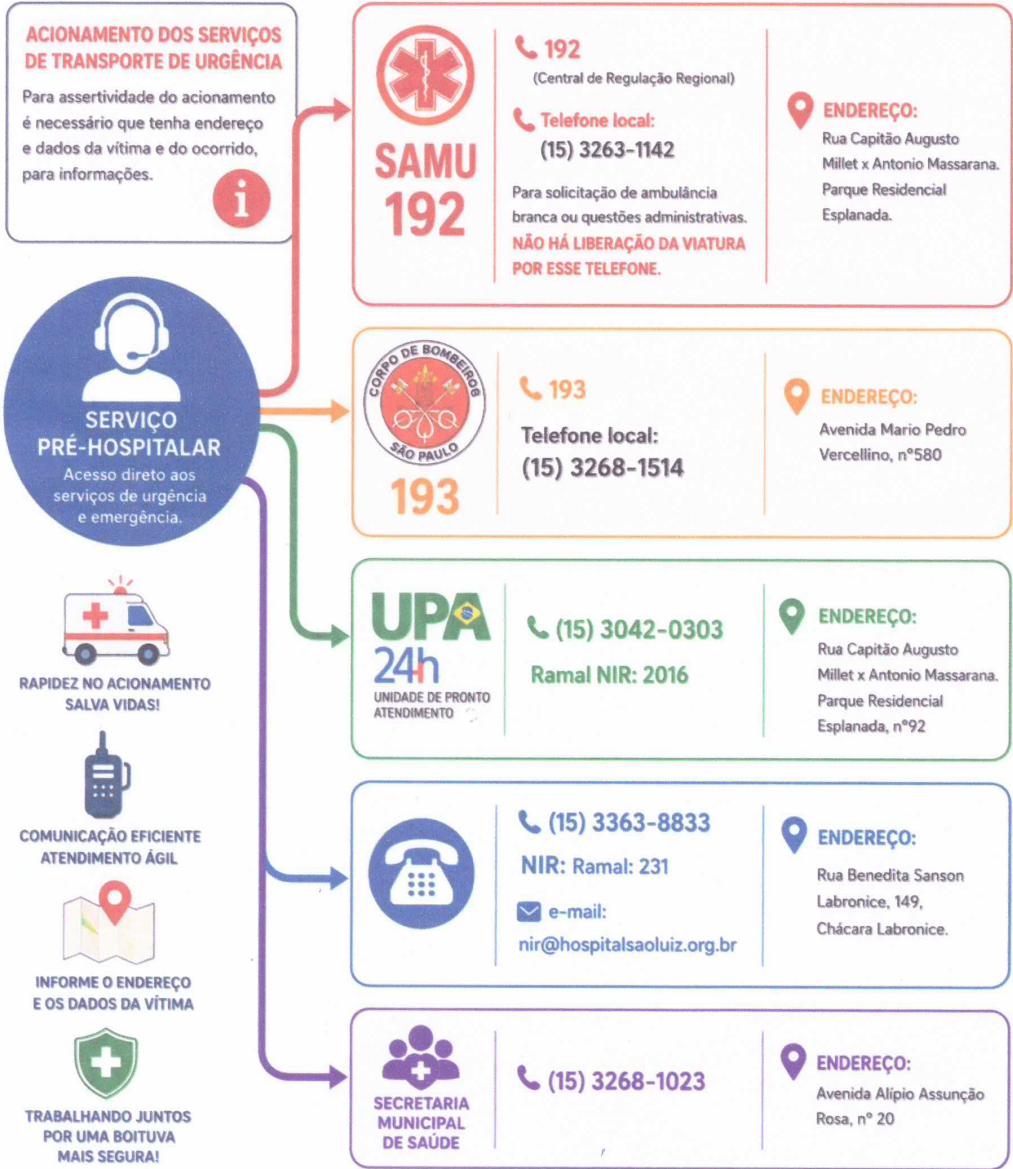 ACIONAMENTO DOS SERVIÇOS
DE TRANSPORTE DE URGÊNCIA
Para assertividade do acionamento
é necessário que tenha endereço
e dados da vítima e do ocorrido,
para informações.
i
SERVIÇO
PRÉ-HOSPITALAR
Acesso direto aos
serviços de urgência
e emergência.
RAPIDEZ NO ACIONAMENTO
SALVA VIDAS!
COMUNICAÇÃO EFICIENTE
ATENDIMENTO ÁGIL
INFORME O ENDEREÇO
E OS DADOS DA VÍTIMA
TRABALHANDO JUNTOS
POR UMA BOITUVA
MAIS SEGURA!
SAMU
192
192
(Central de Regulação Regional)
Telefone local:
(15) 3263-1142
Para solicitação de ambulância
branca ou questões administrativas.
NÃO HÁ LIBERAÇÃO DA VIATURA
POR ESSE TELEFONE.
ENDEREÇO:
Rua Capitão Augusto
Millet x Antonio Massarana.
Parque Residencial
Esplanada.
CORPO DE BOMBEIROS
SÃO PAULO
193
193
Telefone local:
(15) 3268-1514
ENDEREÇO:
Avenida Mario Pedro
Vercellino, n°580
UPA
24h
UNIDADE DE PRONTO
ATENDIMENTO
(15) 3042-0303
Ramal NIR: 2016
ENDEREÇO:
Rua Capitão Augusto
Millet x Antonio Massarana.
Parque Residencial
Esplanada, n°92
(15) 3363-8833
NIR: Ramal: 231
e-mail:
nir@hospitalsaoluiz.org.br
ENDEREÇO:
Rua Benedita Sanson
Labronice, 149,
Chácara Labronice.
SECRETARIA
MUNICIPAL
DE SAÚDE
(15) 3268-1023
ENDEREÇO:
Avenida Alípio Assunção
Rosa, n° 20